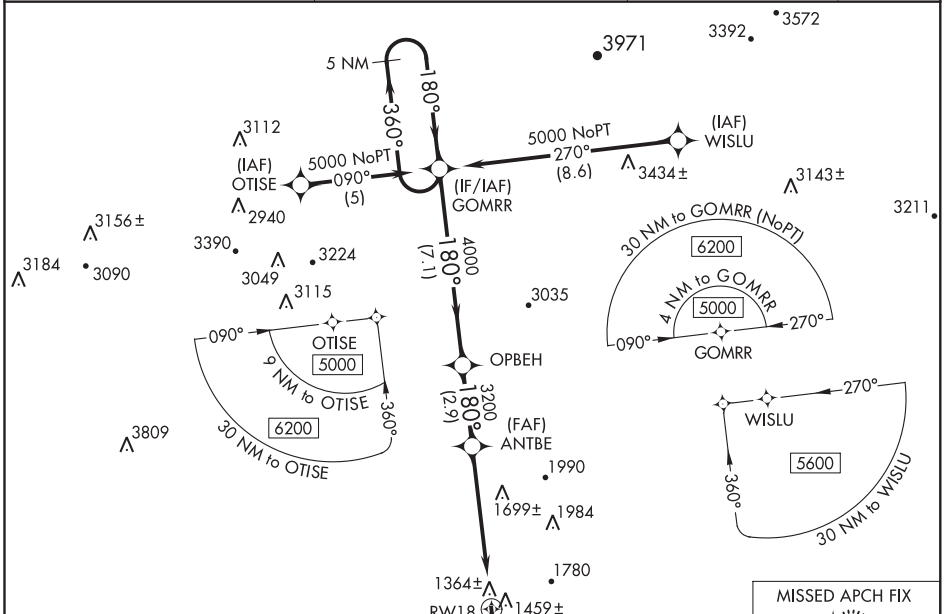 3572
3392
3971
5 NM
180°
360°
3112
(IAF)
OTISE
5000 NoPT
090°
(5)
(IF/IAF)
GOMRR
5000 NoPT
270°
(8.6)
(IAF)
WISLU
3434±
3143±
3211
2940
3156±
3184
3090
3390
3049
3224
3115
4000
180°
(7.1)
3035
30 NM to GOMRR (NoPT)
6200
4 NM to GOMRR
5000
090°
270°
GOMRR
090°
OTISE
5000
9 NM to OTISE
6200
30 NM to OTISE
360°
OPBEH
3200
180°
(2.9)
(FAF)
ANTBE
270°
WISLU
5600
360°
30 NM to WISLU
3809
1990
1699±
1984
1780
1364±
RW18
1459±
MISSED APCH FIX